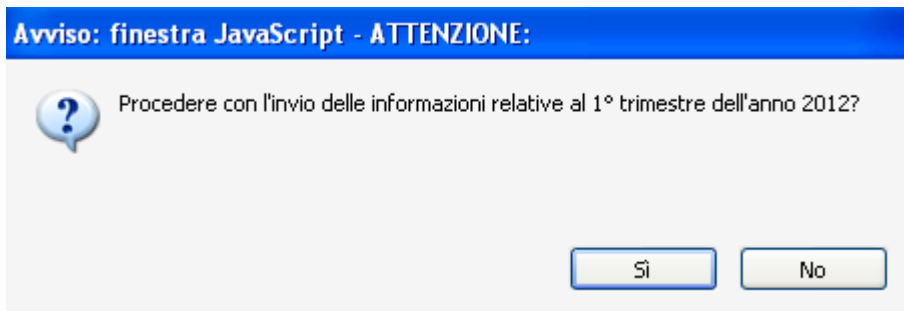 Avviso: finestra JavaScript - ATTENZIONE:
Procedere con l'invio delle informazioni relative al 1° trimestre dell'anno 2012?
Sì
No